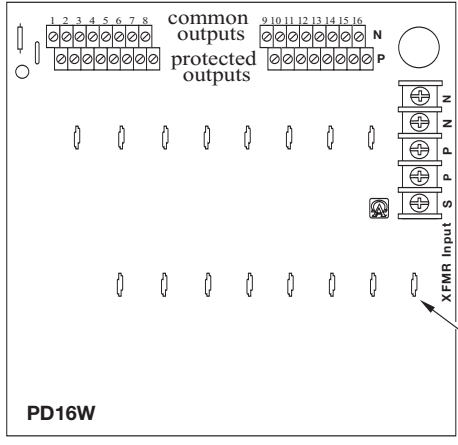 1 2 3 4 5 6 7 8
common
outputs
9 10 11 12 13 14 15 16
N
protected
outputs
P
N
N
P
P
S
XFMR Input
PD16W